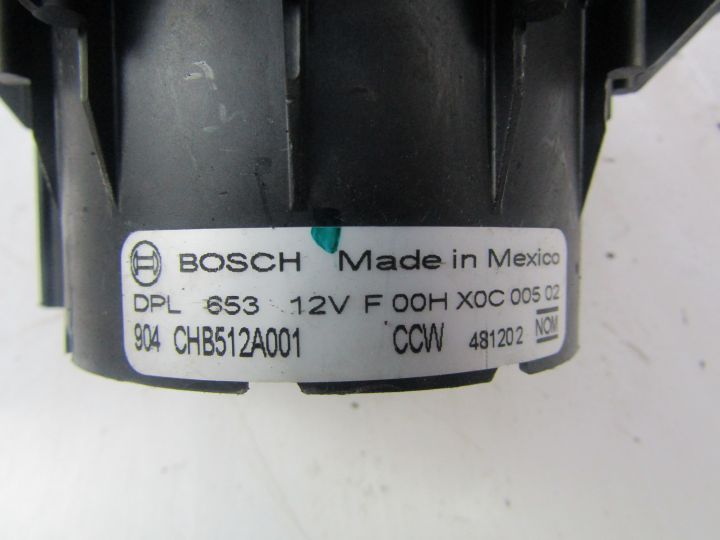 BOSCH Made in Mexico
DPL 653 12V F 00H X0C 005 02
904 CHB512A001 CCW 481202 NOM